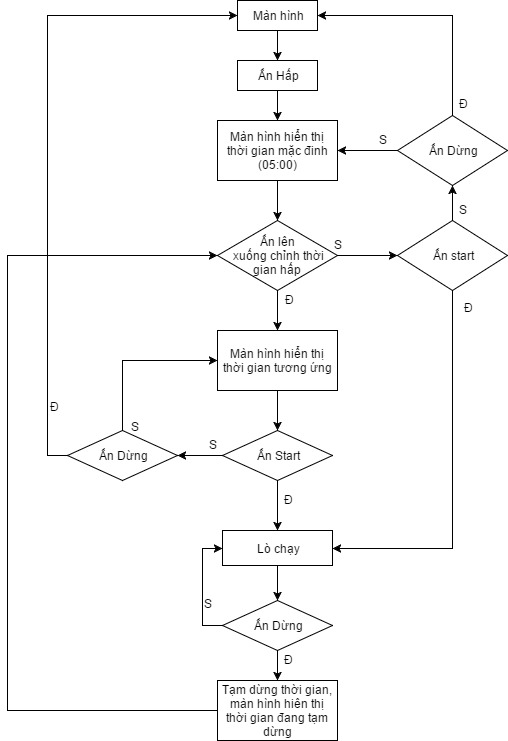 Màn hình
Ấn Hấp
Màn hình hiển thị
thời gian mặc đinh
(05:00)
Đ
Ấn Dừng
S
S
Ấn lên
xuống chỉnh thời
gian hấp
S
Ấn start
Đ
Đ
Màn hình hiển thị
thời gian tương ứng
Đ
S
Ấn Dừng
S
Ấn Start
Đ
Lò chạy
S
Ấn Dừng
Đ
Tạm dừng thời gian,
màn hình hiên thị
thời gian đang tạm
dừng